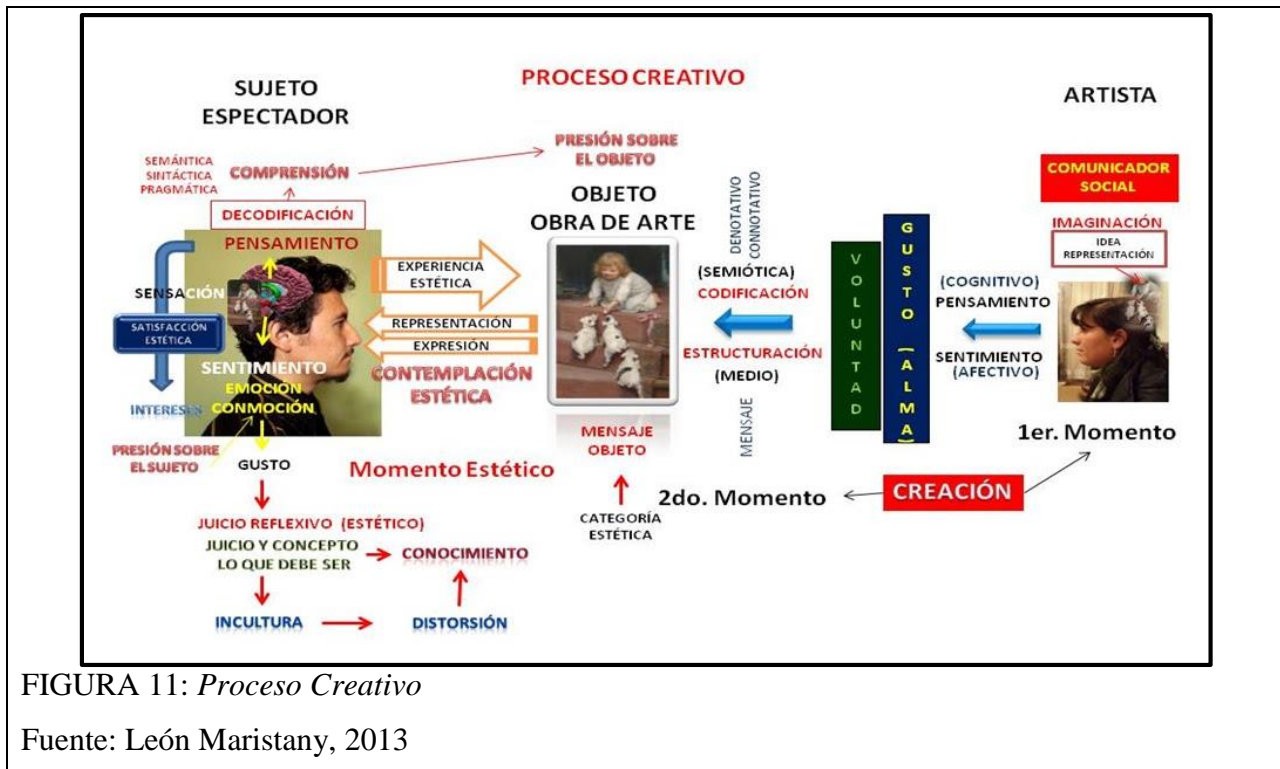 PROCESO CREATIVO
SUJETO
ESPECTADOR
ARTISTA
SEMÁNTICA
SINTÁCTICA
PRAGMÁTICA
COMPRENSIÓN
DECODIFICACIÓN
PENSAMIENTO
SENSACIÓN
SATISFACCIÓN
ESTÉTICA
SENTIMIENTO
EMOCIÓN
CONMOCIÓN
INTERESES
PRESIÓN SOBRE
EL SUJETO
GUSTO
JUICIO REFLEXIVO (ESTÉTICO)
JUICIO Y CONCEPTO
LO QUE DEBE SER
CONOCIMIENTO
INCULTURA
DISTORSIÓN
EXPERIENCIA
ESTÉTICA
REPRESENTACIÓN
EXPRESIÓN
CONTEMPLACIÓN
ESTÉTICA
Momento Estético
PRESIÓN SOBRE
EL OBJETO
OBJETO
OBRA DE ARTE
MENSAJE
OBJETO
CATEGORÍA
ESTÉTICA
DENOTATIVO
CONNOTATIVO
(SEMIÓTICA)
CODIFICACIÓN
ESTRUCTURACIÓN
(MEDIO)
MENSAJE
2do. Momento
VOLUNTAD
GUSTO (ALMA)
(COGNITIVO)
PENSAMIENTO
SENTIMIENTO
(AFECTIVO)
COMUNICADOR
SOCIAL
IMAGINACIÓN
IDEA
REPRESENTACIÓN
1er. Momento
CREACIÓN
FIGURA 11: Proceso Creativo
Fuente: León Maristany, 2013